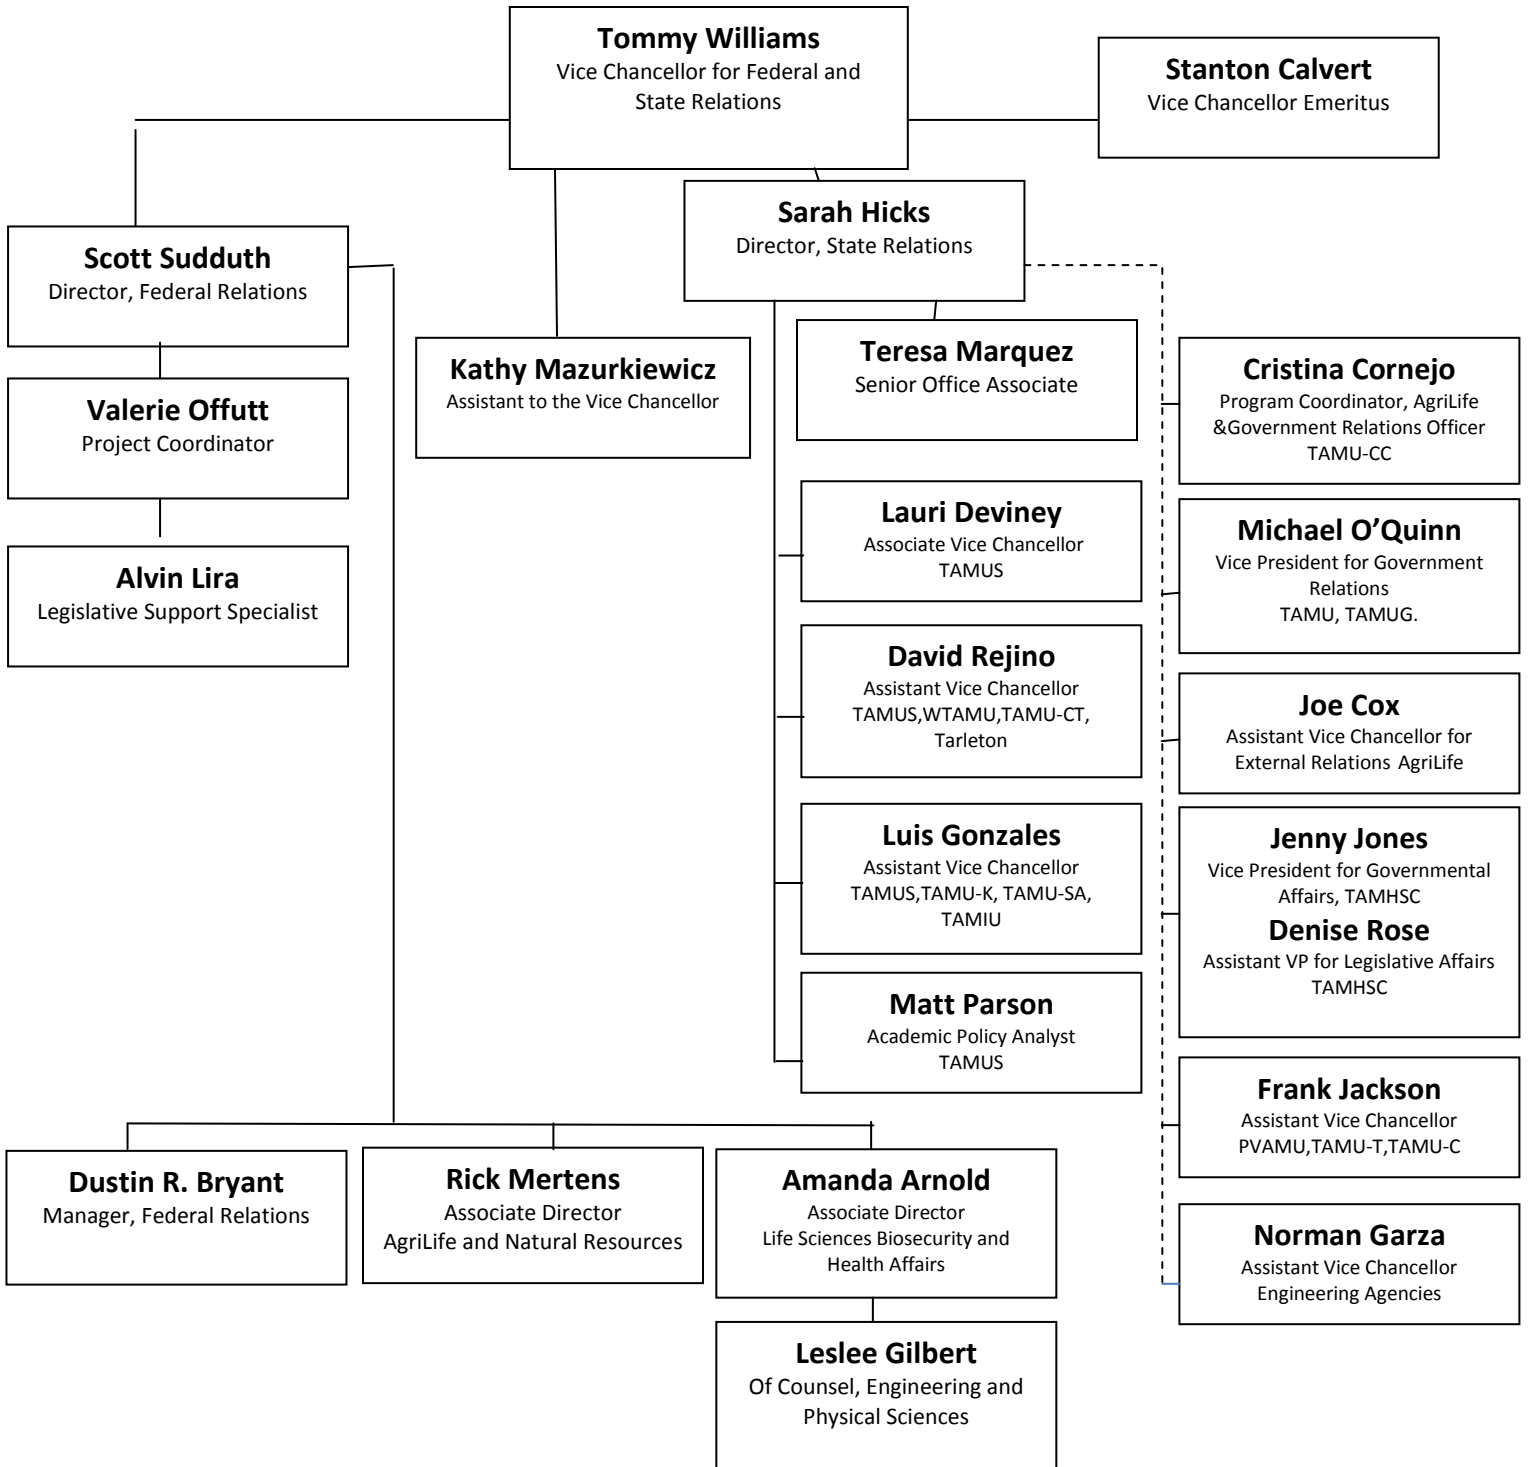 Tommy Williams
Vice Chancellor for Federal and
State Relations
Stanton Calvert
Vice Chancellor Emeritus
Sarah Hicks
Director, State Relations
Scott Sudduth
Director, Federal Relations
Kathy Mazurkiewicz
Assistant to the Vice Chancellor
Teresa Marquez
Senior Office Associate
Cristina Cornejo
Program Coordinator, AgriLife
&Government Relations Officer
TAMU-CC
Valerie Offutt
Project Coordinator
Lauri Deviney
Associate Vice Chancellor
TAMUS
Michael O’Quinn
Vice President for Government
Relations
TAMU, TAMUG.
Alvin Lira
Legislative Support Specialist
David Rejino
Assistant Vice Chancellor
TAMUS,WTAMU,TAMU-CT,
Tarleton
Joe Cox
Assistant Vice Chancellor for
External Relations AgriLife
Luis Gonzales
Assistant Vice Chancellor
TAMUS,TAMU-K, TAMU-SA,
TAMIU
Jenny Jones
Vice President for Governmental
Affairs, TAMHSC
Denise Rose
Assistant VP for Legislative Affairs
TAMHSC
Matt Parson
Academic Policy Analyst
TAMUS
Frank Jackson
Assistant Vice Chancellor
PVAMU,TAMU-T,TAMU-C
Dustin R. Bryant
Manager, Federal Relations
Rick Mertens
Associate Director
AgriLife and Natural Resources
Amanda Arnold
Associate Director
Life Sciences Biosecurity and
Health Affairs
Norman Garza
Assistant Vice Chancellor
Engineering Agencies
Leslee Gilbert
Of Counsel, Engineering and
Physical Sciences